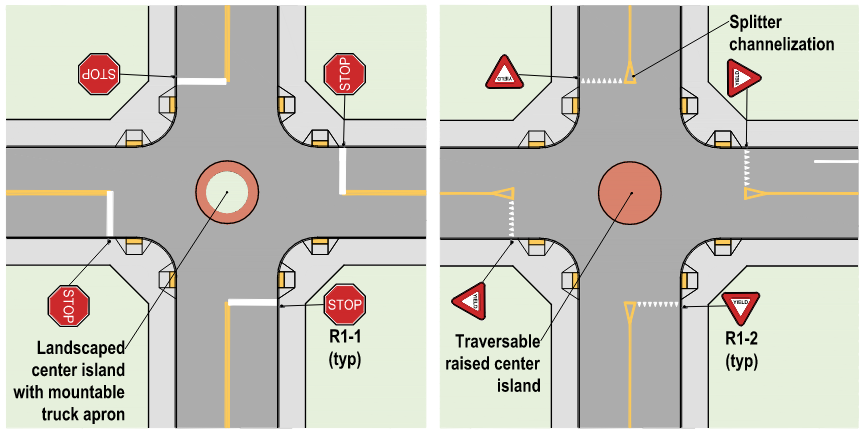 STOP
STOP
STOP
STOP
R1-1
(typ)
Landscaped
center island
with mountable
truck apron
Splitter
channelization
YIELD
YIELD
YIELD
YIELD
R1-2
(typ)
Traversable
raised center
island